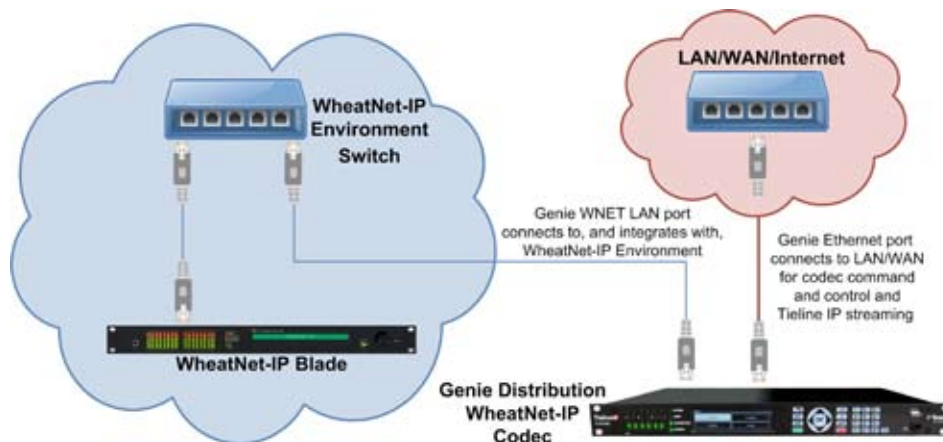 WheatNet-IP
Environment
Switch
LAN/WAN/Internet
Genie WNET LAN port
connects to, and integrates with,
WheatNet-IP Environment
Genie Ethernet port
connects to LAN/WAN
for codec command
and control and
Tieline IP streaming
WheatNet-IP Blade
Genie Distribution
WheatNet-IP
Codec